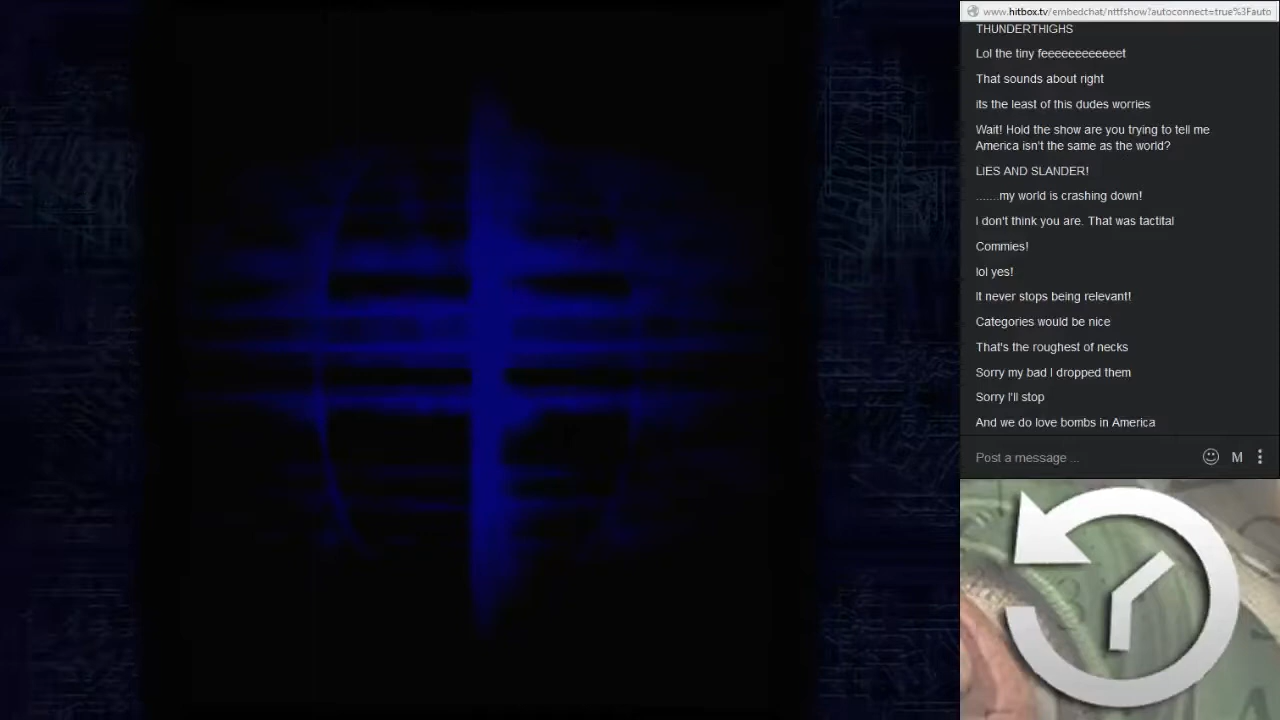 www.hitbox.tv/embedchat/nttfshow?autoconnect=true%3Fauto
THUNDERTHIGHS
Lol the tiny feeeeeeeeeeeet
That sounds about right
its the least of this dudes worries
Wait! Hold the show are you trying to tell me
America isn't the same as the world?
LIES AND SLANDER!
.......my world is crashing down!
I don't think you are. That was tactital
Commies!
lol yes!
It never stops being relevant!
Categories would be nice
That's the roughest of necks
Sorry my bad I dropped them
Sorry I'll stop
And we do love bombs in America
Post a message ...
M